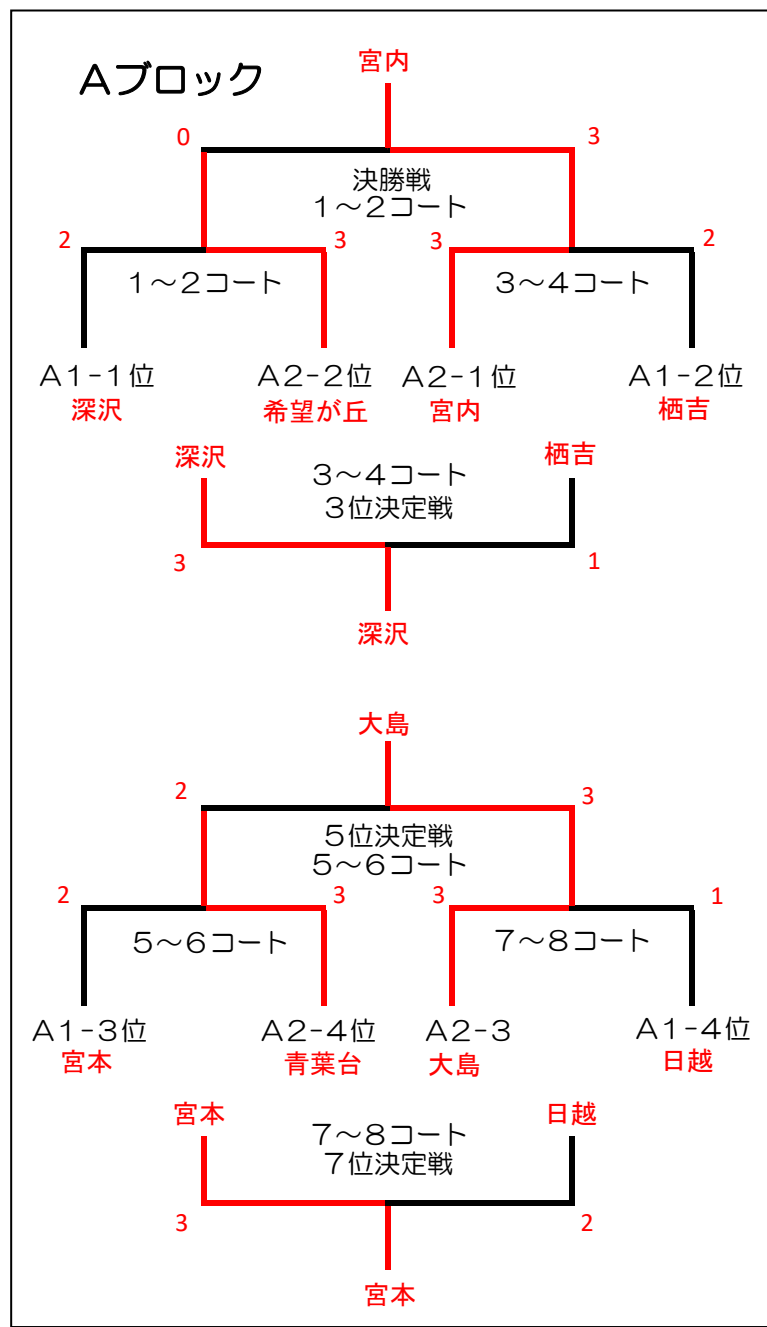 Aブロック
宮内
0
3
決勝戦
1～2コート
2
3
3
2
1～2コート
3～4コート
A1-1位
A2-2位
A2-1位
A1-2位
深沢
希望が丘
宮内
栖吉
深沢
栖吉
3～4コート
3位決定戦
3
1
深沢
大島
2
3
5位決定戦
5～6コート
2
3
3
1
5～6コート
7～8コート
A1-3位
A2-4位
A2-3
A1-4位
宮本
青葉台
大島
日越
宮本
日越
7～8コート
7位決定戦
3
2
宮本